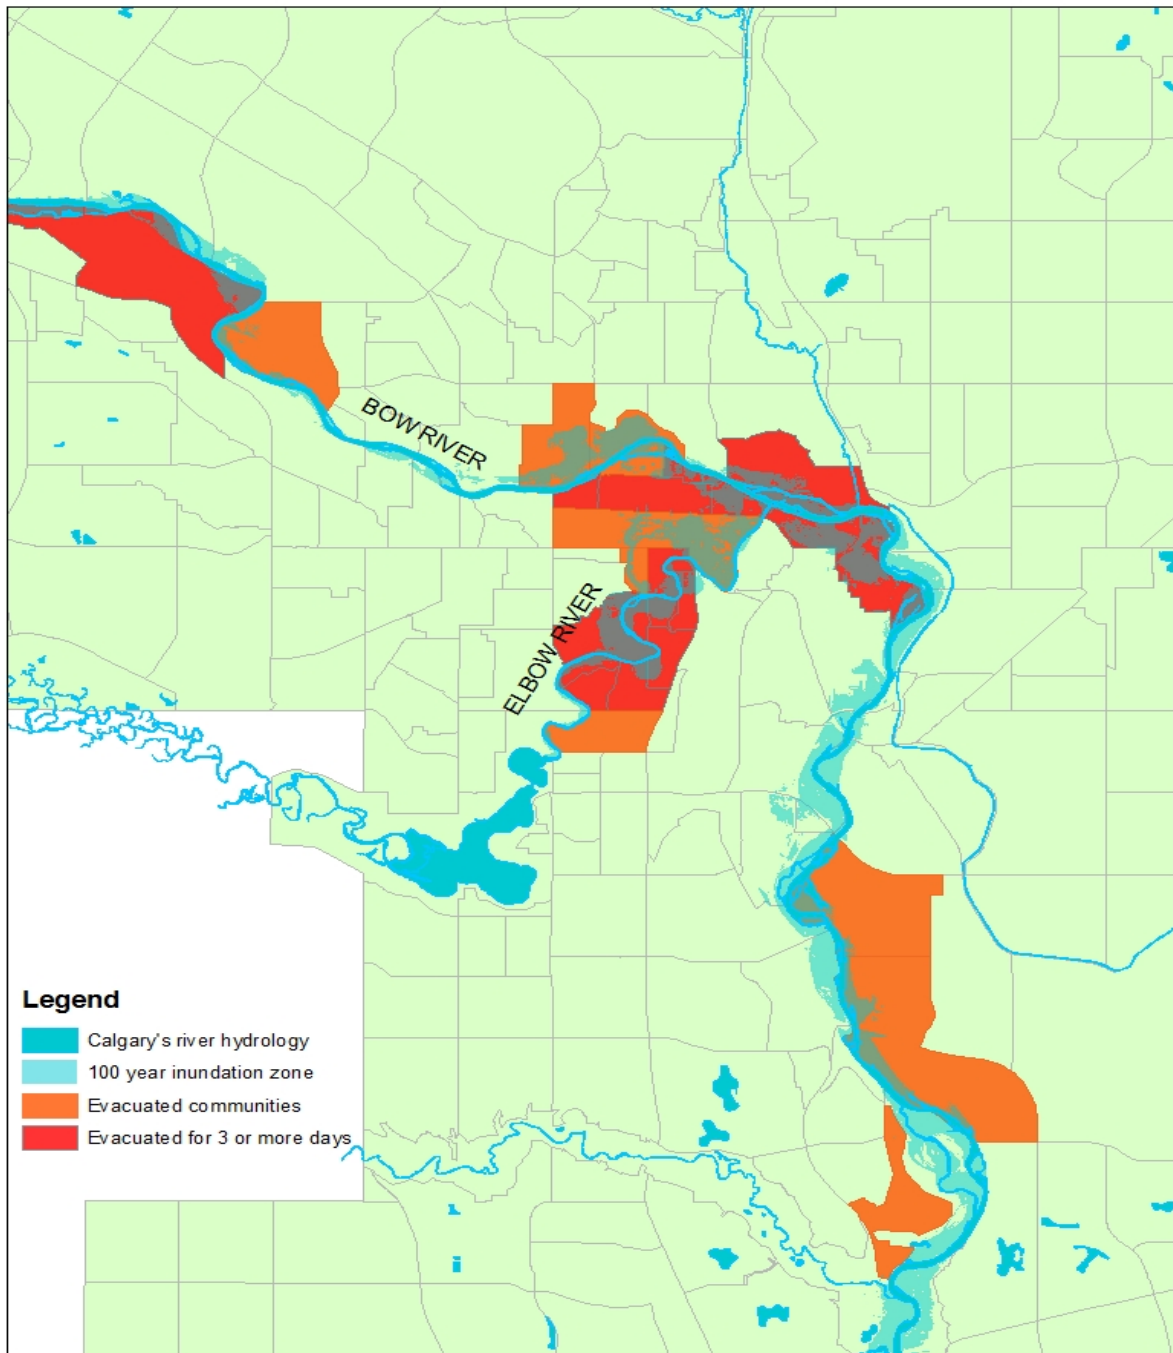 BOW RIVER
ELBOW RIVER
Legend
Calgary's river hydrology
100 year inundation zone
Evacuated communities
Evacuated for 3 or more days